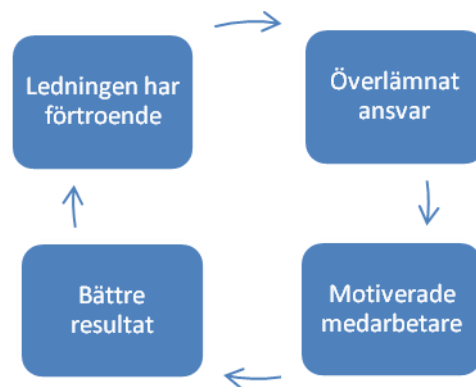 Ledningen har
förtroende
Överlämnat
ansvar
Motiverade
medarbetare
Bättre
resultat